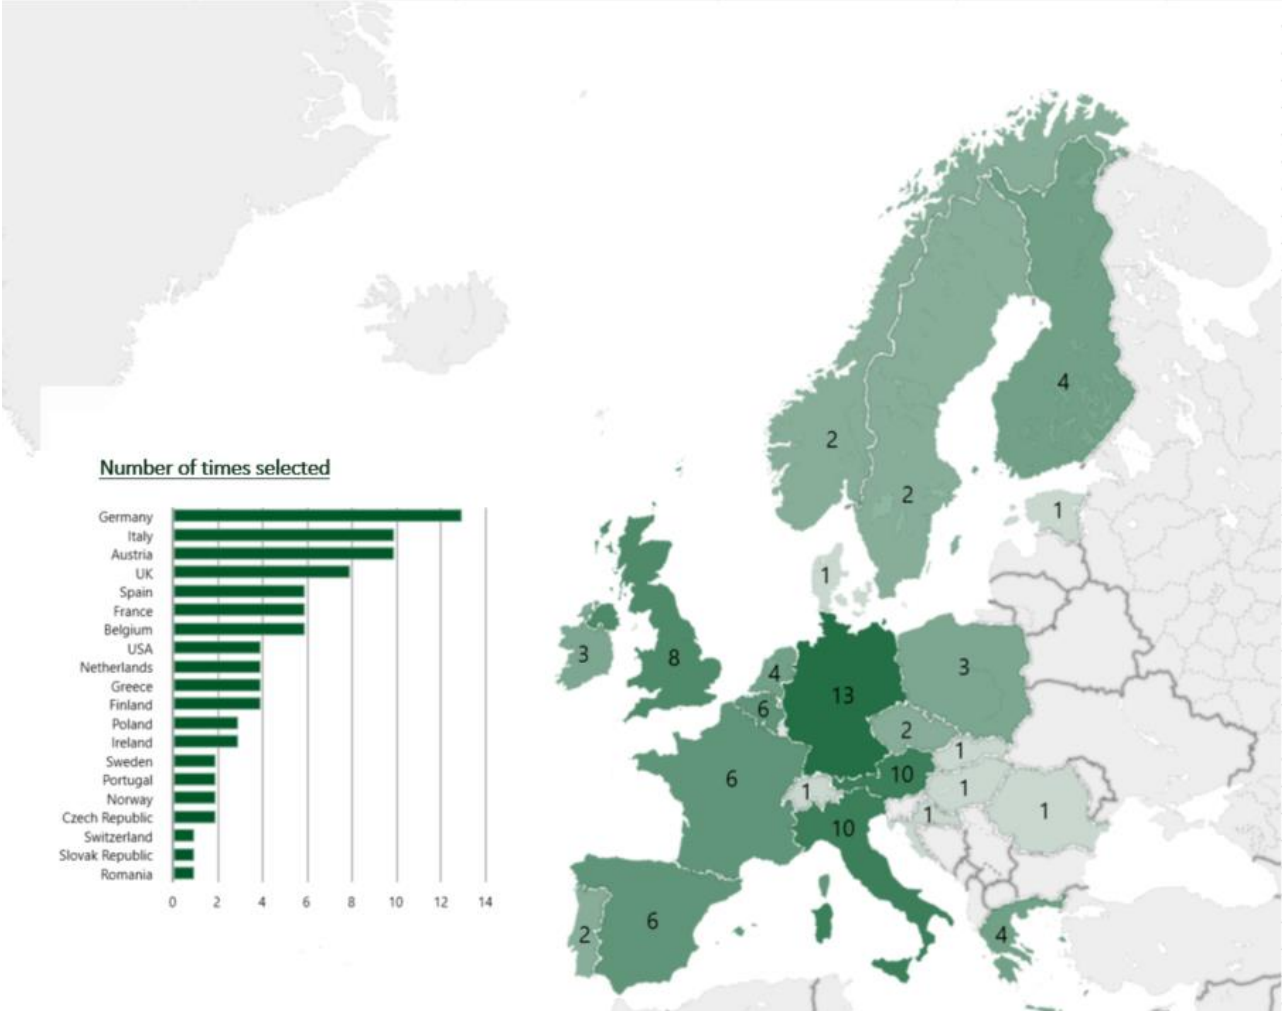 Number of times selected
Germany
Italy
Austria
UK
Spain
France
Belgium
USA
Netherlands
Greece
Finland
Poland
Ireland
Sweden
Portugal
Norway
Czech Republic
Switzerland
Slovak Republic
Romania
0 2 4 6 8 10 12 14
4
2
2
1
1
3
8
4
13
3
6
2
1
6
10
1
1
1
1
10
2
6
4